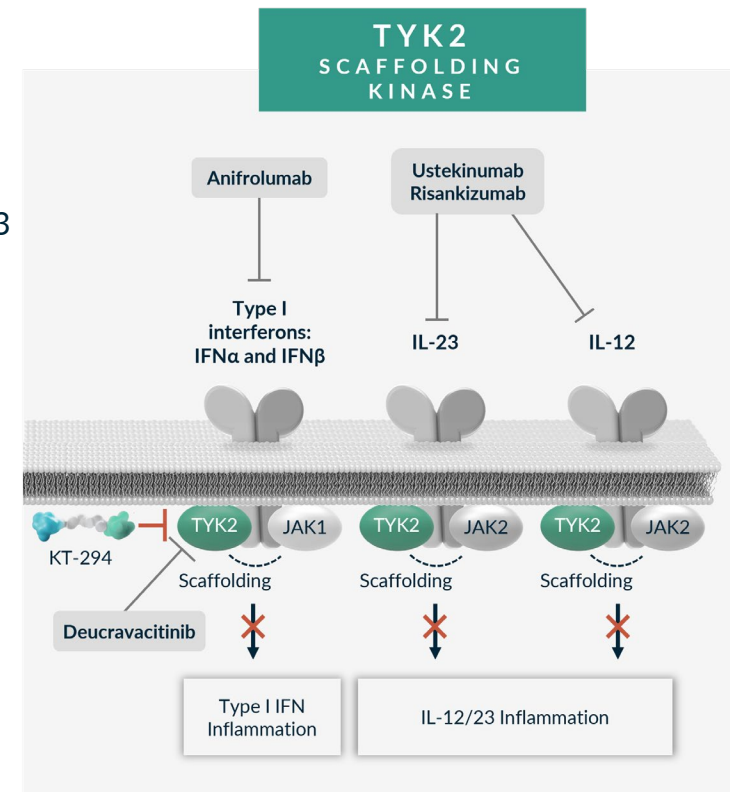 TYK2
SCAFFOLDING
KINASE
Anifrolumab
Ustekinumab
Risankizumab
3
Type I
interferons:
IFNα and IFNβ
IL-23
IL-12
TYK2
JAK1
TYK2
JAK2
TYK2
JAK2
KT-294
Scaffolding
Scaffolding
Scaffolding
Deucravacitinib
Type I IFN
Inflammation
IL-12/23 Inflammation